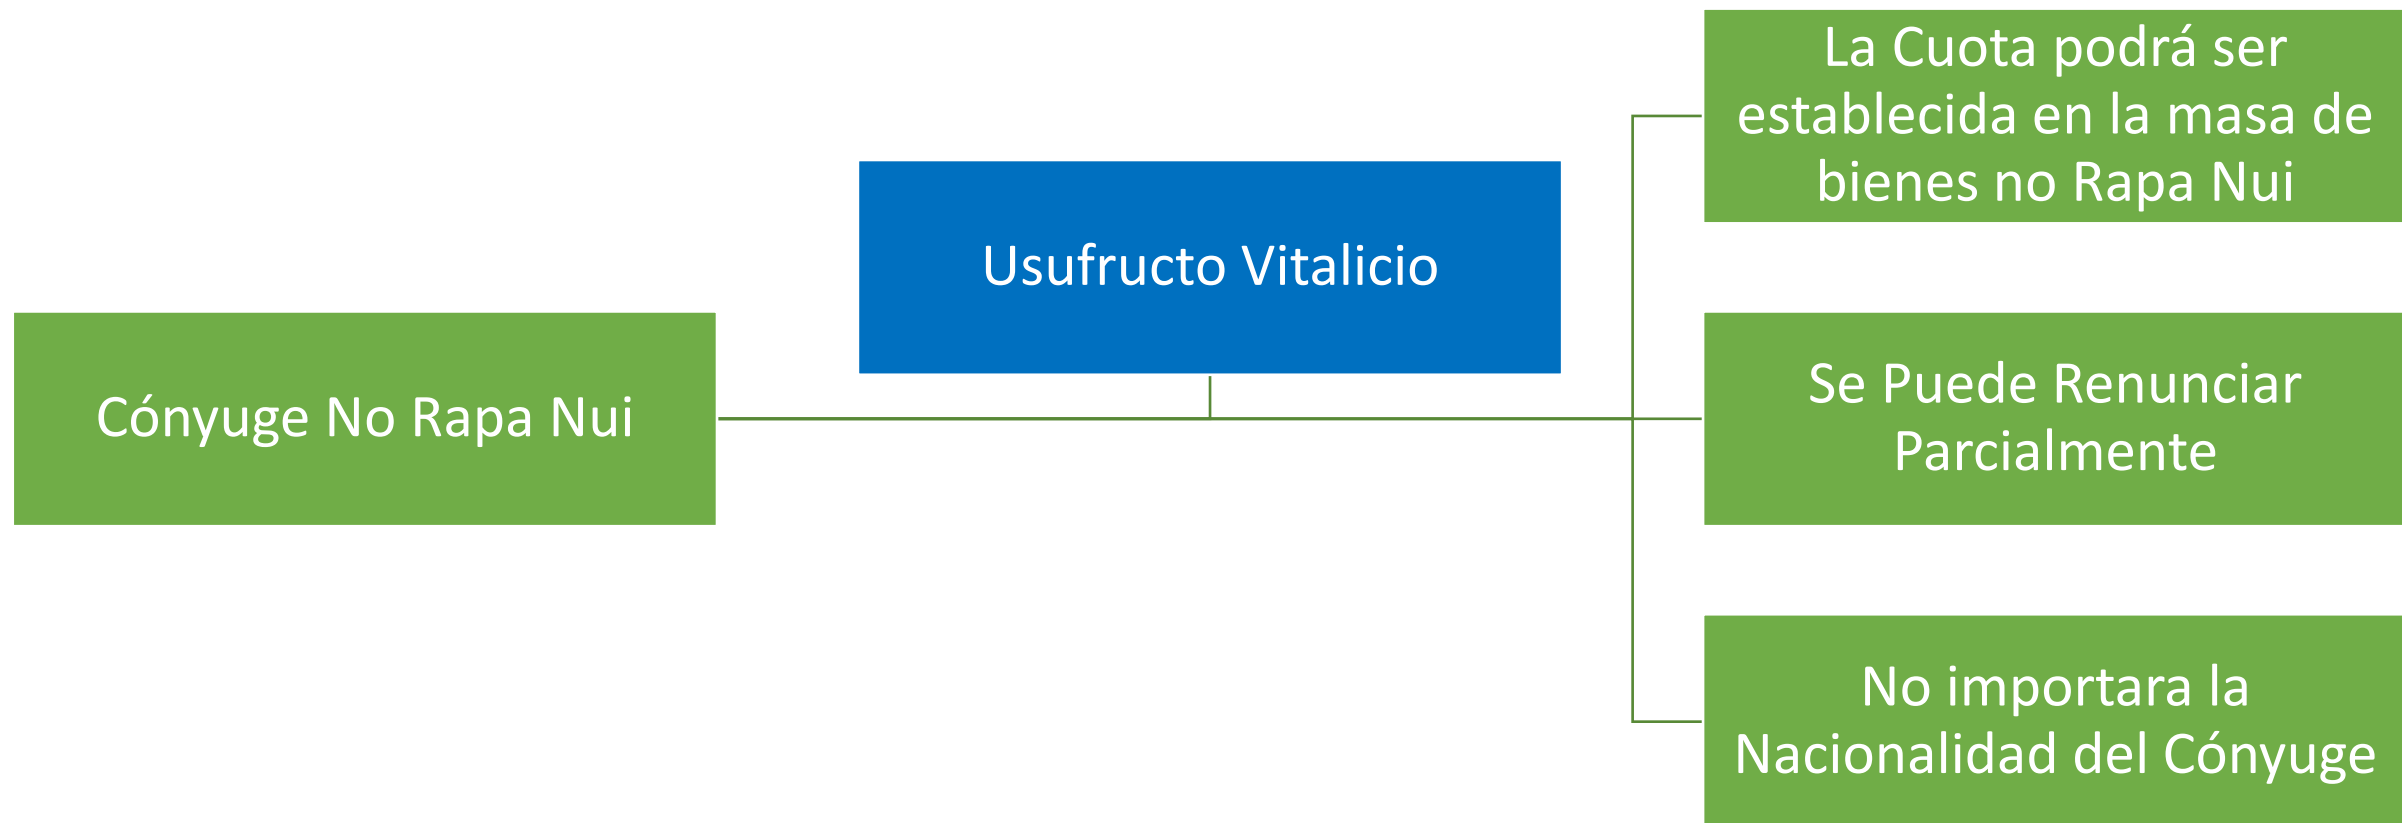 Cónyuge No Rapa Nui
Usufructo Vitalicio
La Cuota podrá ser
establecida en la masa de
bienes no Rapa Nui
Se Puede Renunciar
Parcialmente
No importara la
Nacionalidad del Cónyuge